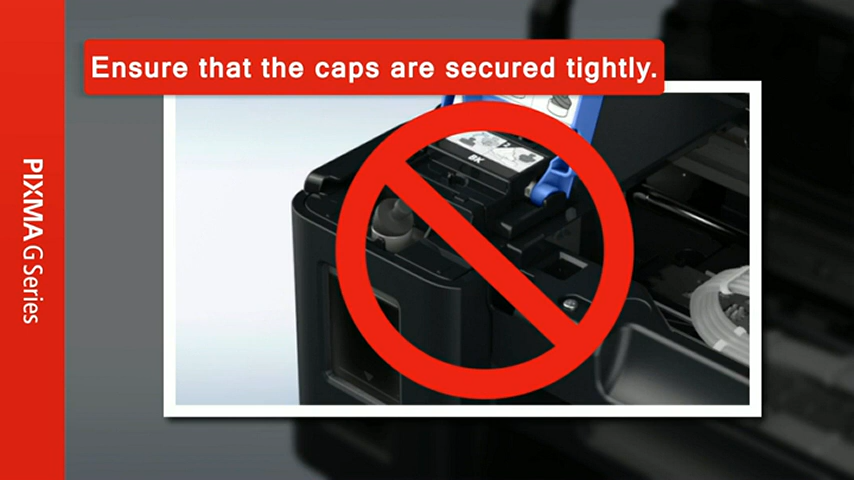 Ensure that the caps are secured tightly.
PIXMA G Series
BK